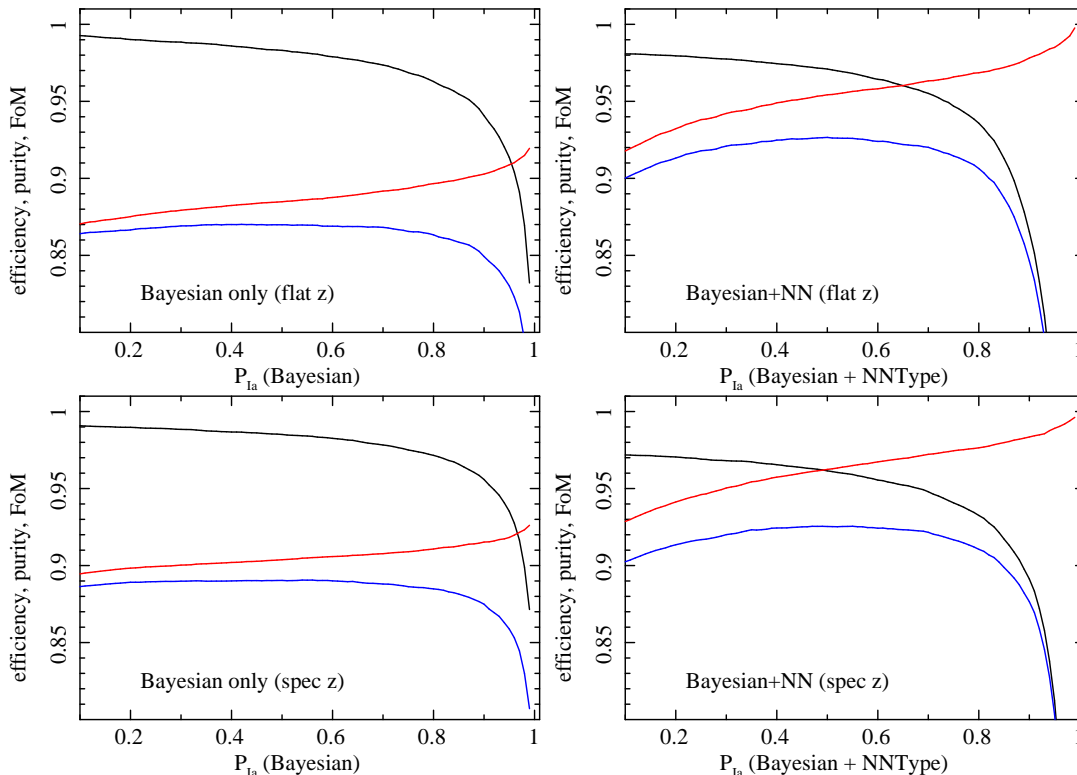 efficiency, purity, FoM
1
0.95
0.9
0.85
Bayesian only (flat z)
0.2 0.4 0.6 0.8 1
P_Ia (Bayesian)
efficiency, purity, FoM
1
0.95
0.9
0.85
Bayesian+NN (flat z)
0.2 0.4 0.6 0.8 1
P_Ia (Bayesian + NNType)
efficiency, purity, FoM
1
0.95
0.9
0.85
Bayesian only (spec z)
0.2 0.4 0.6 0.8 1
P_Ia (Bayesian)
efficiency, purity, FoM
1
0.95
0.9
0.85
Bayesian+NN (spec z)
0.2 0.4 0.6 0.8 1
P_Ia (Bayesian + NNType)